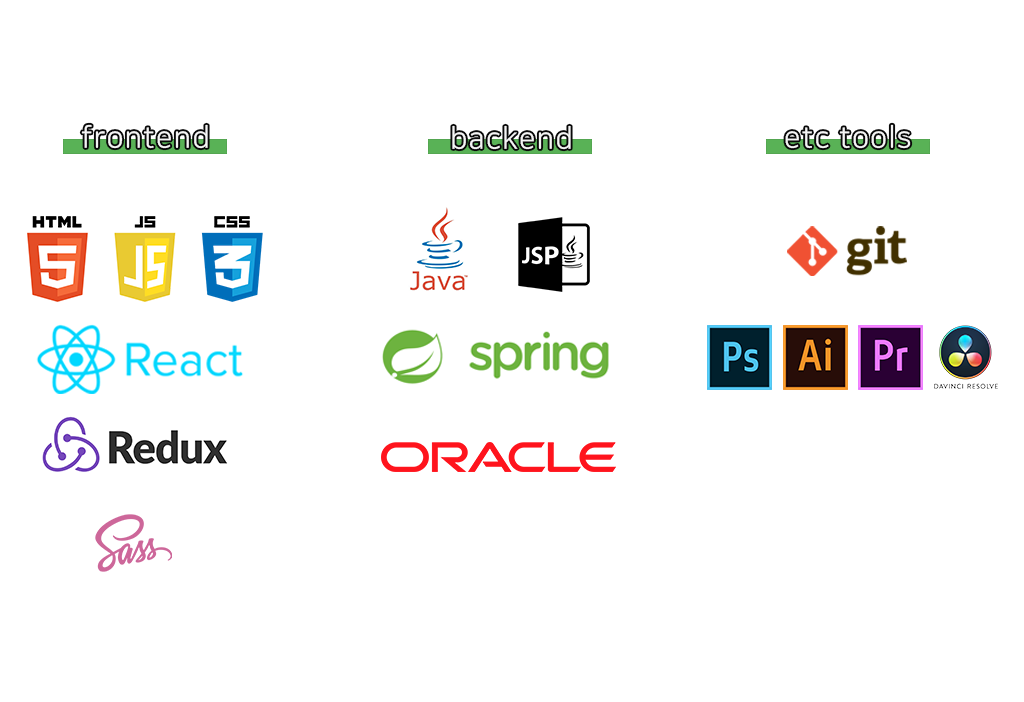 frontend
HTML JS CSS
5 JS 3
React
Redux
Sass
backend
Java™
JSP
spring
ORACLE
etc tools
git
Ps Ai Pr
DAVINCI RESOLVE